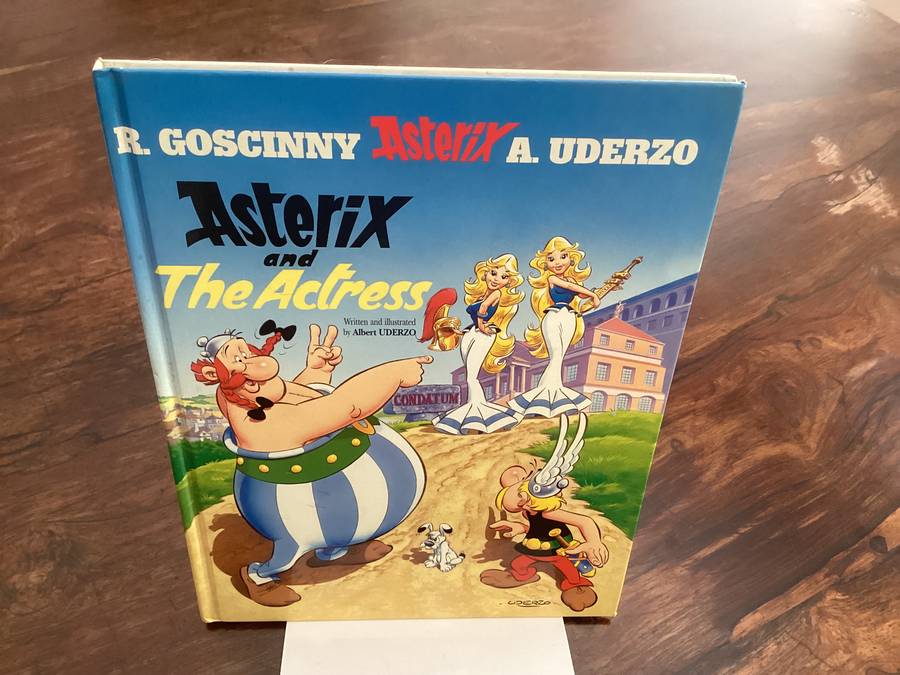 R. GOSCINNY Asterix A. UDERZO
Asterix
and
The Actress
Written and illustrated
by Albert UDERZO
CONDATUM
UDERZO